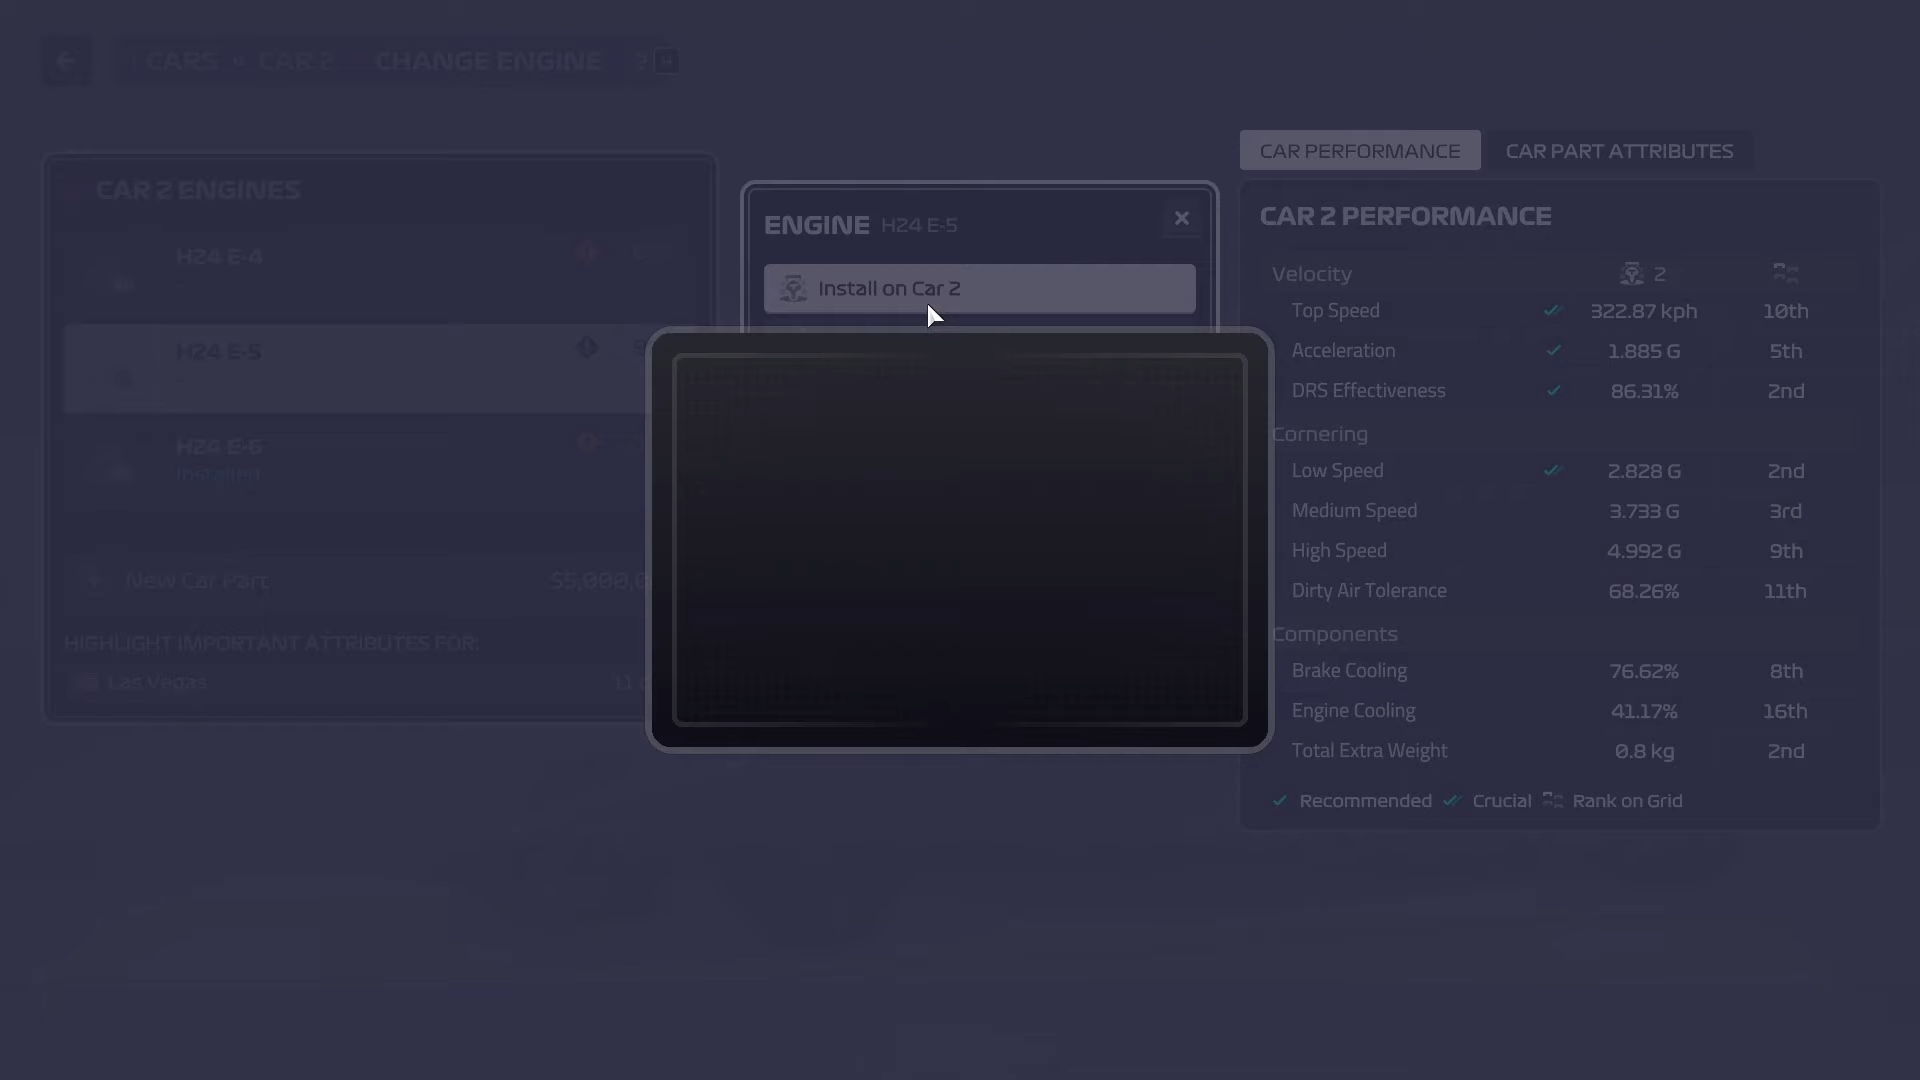 CARS CAR 2 CHANGE ENGINE
CAR 2 ENGINES
H24 E-4
H24 E-5
H24 E-6
Installed
New Car Part
HIGHLIGHT IMPORTANT ATTRIBUTES FOR:
Las Vegas
ENGINE H24 E-5
Install on Car 2
CAR PERFORMANCE CAR PART ATTRIBUTES
CAR 2 PERFORMANCE
Velocity 2
Top Speed 322.87 kph 10th
Acceleration 1.885 G 5th
DRS Effectiveness 86.31% 2nd
Cornering
Low Speed 2.828 G 2nd
Medium Speed 3.733 G 3rd
High Speed 4.992 G 9th
Dirty Air Tolerance 68.26% 11th
Components
Brake Cooling 76.62% 8th
Engine Cooling 41.17% 16th
Total Extra Weight 0.8 kg 2nd
Recommended Crucial Rank on Grid